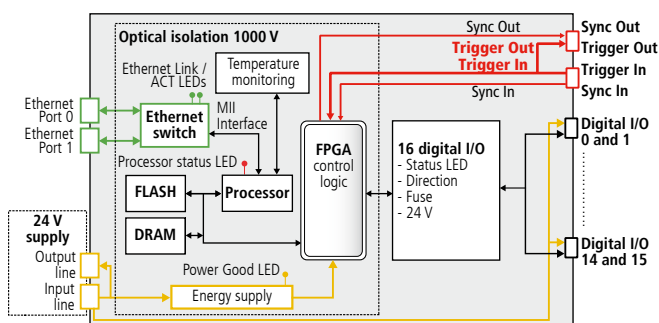 Optical isolation 1000 V
Sync Out
Sync Out
Trigger Out
Trigger Out
Trigger In
Trigger In
Sync In
Sync In
Ethernet Link /
ACT LEDs
Temperature
monitoring
Ethernet
Port 0
Ethernet
Port 1
Ethernet
switch
MII
Interface
Processor status LED
FPGA
control
logic
16 digital I/O
- Status LED
- Direction
- Fuse
- 24 V
Digital I/O
0 and 1
FLASH
Processor
DRAM
24 V
supply
Output
line
Input
line
Power Good LED
Energy supply
Digital I/O
14 and 15